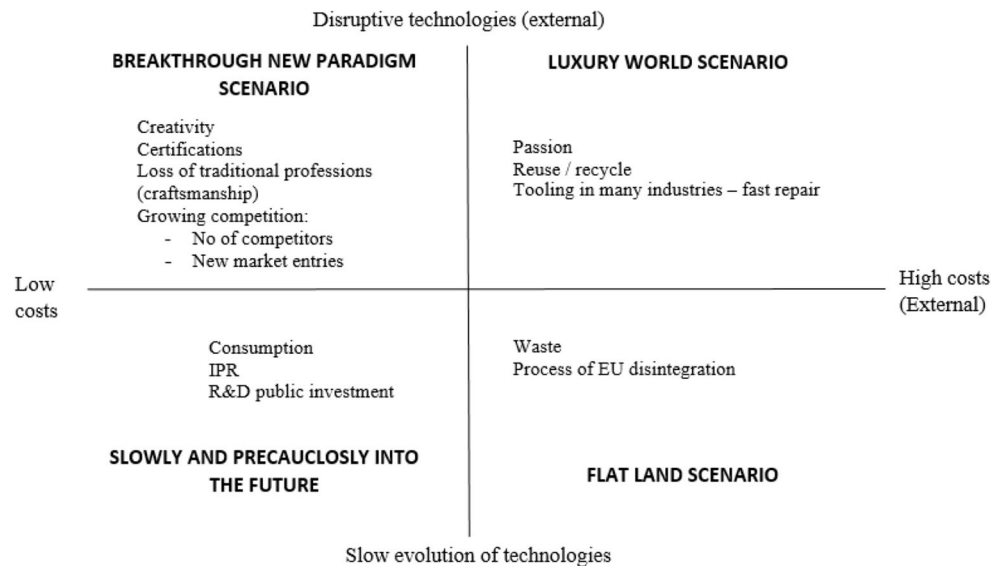 Disruptive technologies (external)
BREAKTHROUGH NEW PARADIGM
SCENARIO
Creativity
Certifications
Loss of traditional professions
(craftsmanship)
Growing competition:
- No of competitors
- New market entries
LUXURY WORLD SCENARIO
Passion
Reuse / recycle
Tooling in many industries – fast repair
Low
costs
High costs
(External)
Consumption
IPR
R&D public investment
SLOWLY AND PRECAUCLOSLY INTO
THE FUTURE
Waste
Process of EU disintegration
FLAT LAND SCENARIO
Slow evolution of technologies